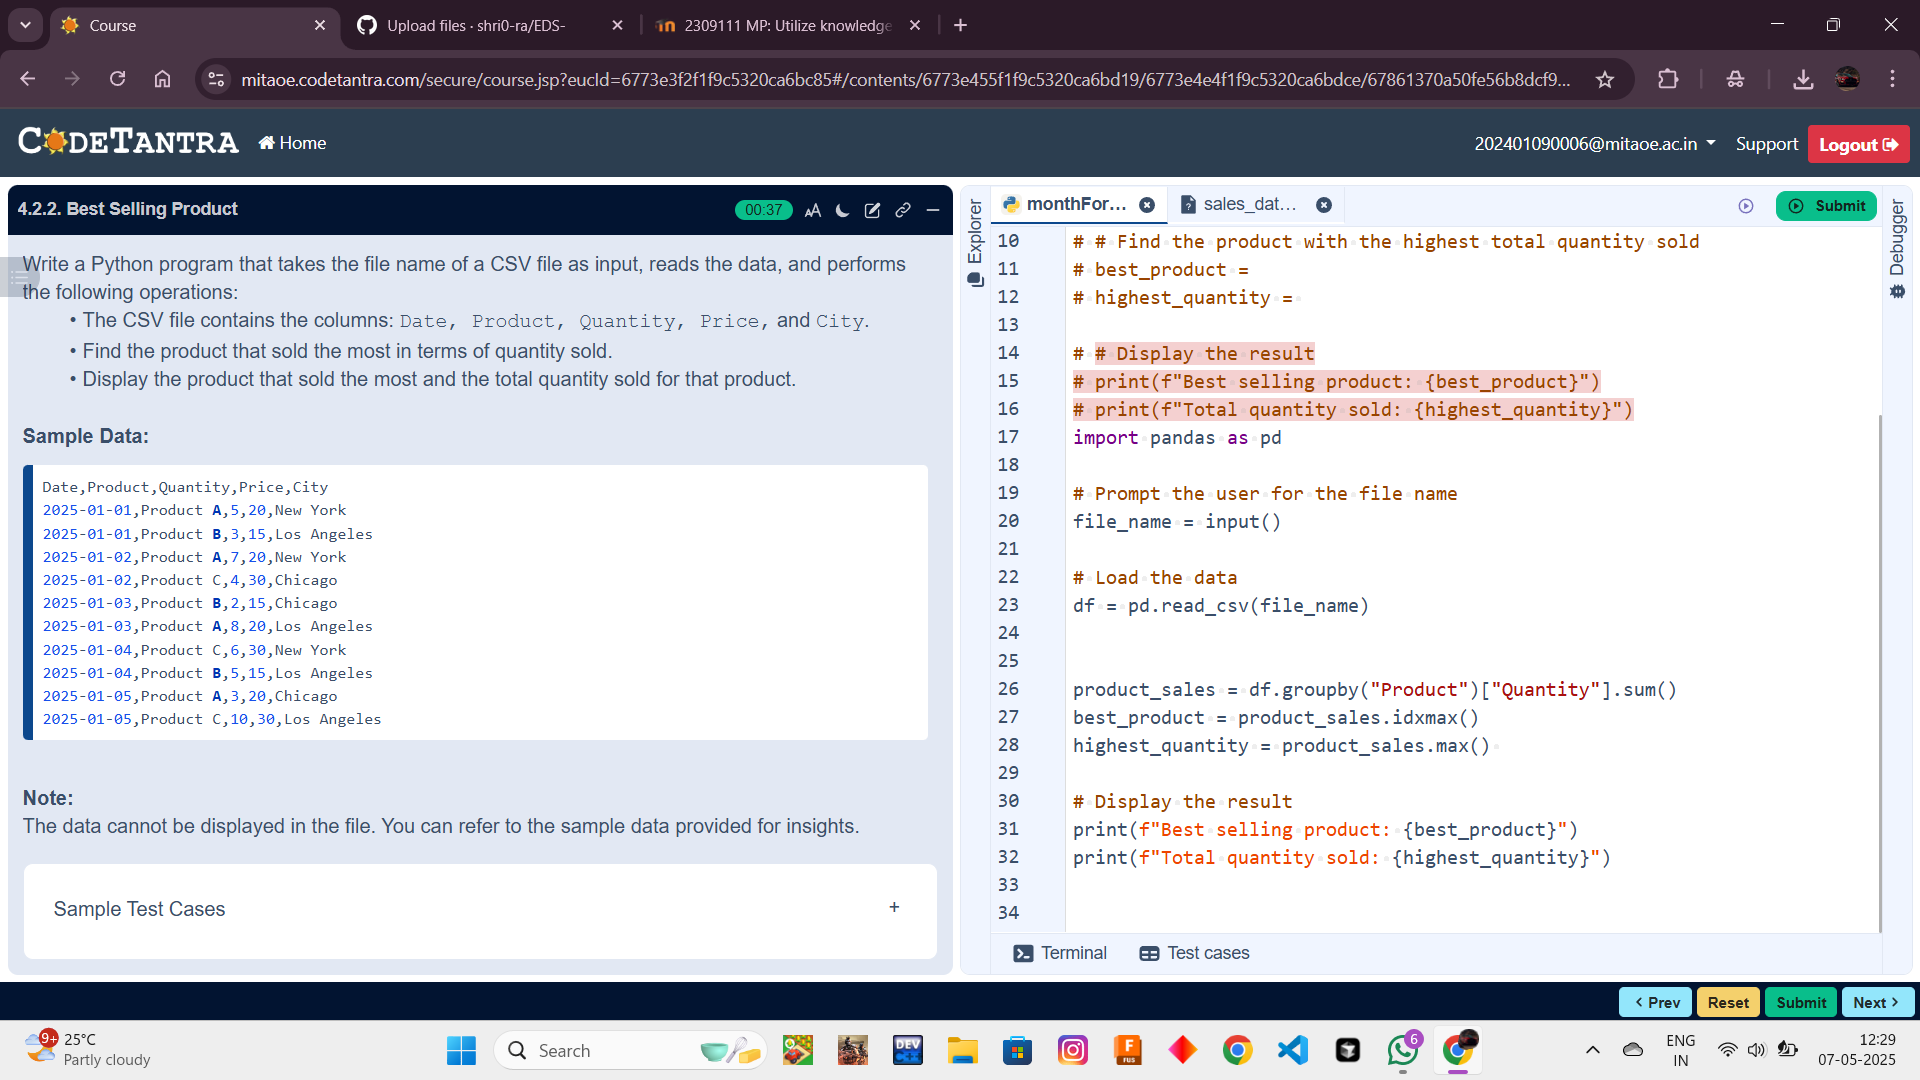 Course
Upload files · shri0-ra/EDS-
2309111 MP: Utilize knowledge
mitaoe.codetantra.com/secure/course.jsp?eucId=6773e3f2f1f9c5320ca6bc85#/contents/6773e455f1f9c5320ca6bd19/6773e4e4f1f9c5320ca6bdce/67861370a50fe56b8dcf9...
CODETANTRA
Home
202401090006@mitaoe.ac.in
Support
Logout
4.2.2. Best Selling Product
00:37
AA
Write a Python program that takes the file name of a CSV file as input, reads the data, and performs
the following operations:
• The CSV file contains the columns: Date, Product, Quantity, Price, and City.
• Find the product that sold the most in terms of quantity sold.
• Display the product that sold the most and the total quantity sold for that product.
Sample Data:
Date,Product,Quantity,Price,City
2025-01-01,Product A,5,20,New York
2025-01-01,Product B,3,15,Los Angeles
2025-01-02,Product A,7,20,New York
2025-01-02,Product C,4,30,Chicago
2025-01-03,Product B,2,15,Chicago
2025-01-03,Product A,8,20,Los Angeles
2025-01-04,Product C,6,30,New York
2025-01-04,Product B,5,15,Los Angeles
2025-01-05,Product A,3,20,Chicago
2025-01-05,Product C,10,30,Los Angeles
Note:
The data cannot be displayed in the file. You can refer to the sample data provided for insights.
Sample Test Cases
+
Explorer
monthFor...
sales_dat...
Submit
Debugger
10 # # Find the product with the highest total quantity sold
11 # best_product =
12 # highest_quantity =
13
14 # # Display the result
15 # print(f"Best selling product: {best_product}")
16 # print(f"Total quantity sold: {highest_quantity}")
17 import pandas as pd
18
19 # Prompt the user for the file name
20 file_name = input()
21
22 # Load the data
23 df = pd.read_csv(file_name)
24
25
26 product_sales = df.groupby("Product")["Quantity"].sum()
27 best_product = product_sales.idxmax()
28 highest_quantity = product_sales.max()
29
30 # Display the result
31 print(f"Best selling product: {best_product}")
32 print(f"Total quantity sold: {highest_quantity}")
33
34
Terminal
Test cases
< Prev
Reset
Submit
Next >
9+
25°C
Partly cloudy
Search
DEV
F
FUS
6
ENG
IN
12:29
07-05-2025